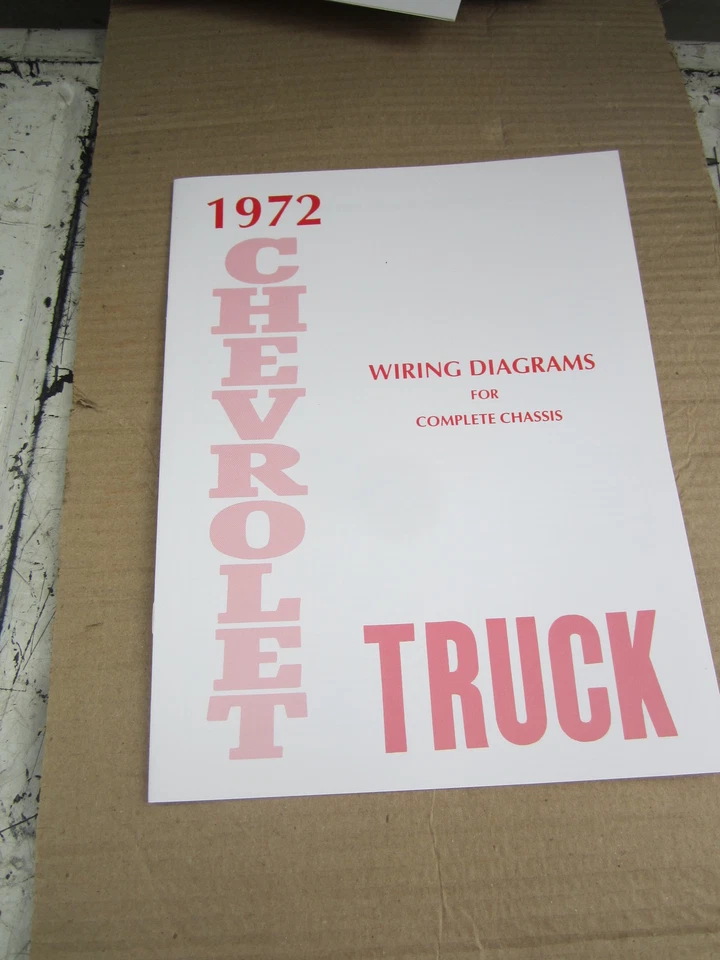 1972
CHEVROLET
WIRING DIAGRAMS
FOR
COMPLETE CHASSIS
TRUCK